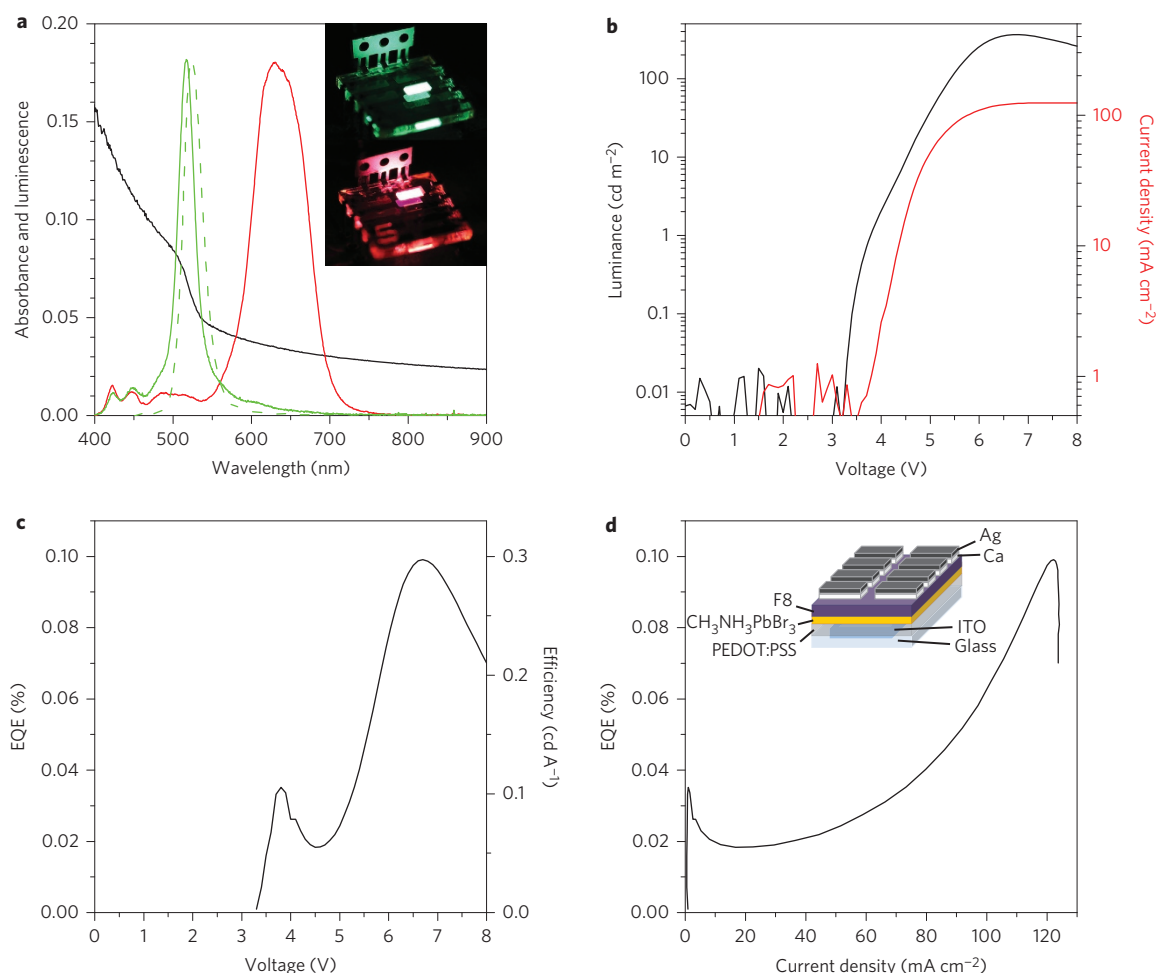 a
0.20
0.15
0.10
0.05
0.00
Absorbance and luminescence
400 500 600 700 800 900
Wavelength (nm)
b
100
10
1
0.1
0.01
Luminance (cd m−2)
100
10
1
Current density (mA cm−2)
0 1 2 3 4 5 6 7 8
Voltage (V)
c
0.10
0.08
0.06
0.04
0.02
0.00
EQE (%)
0.3
0.2
0.1
0.0
Efficiency (cd A−1)
0 1 2 3 4 5 6 7 8
Voltage (V)
d
0.10
0.08
0.06
0.04
0.02
0.00
EQE (%)
Ag
Ca
F8
CH3NH3PbBr3
PEDOT:PSS
ITO
Glass
0 20 40 60 80 100 120
Current density (mA cm−2)